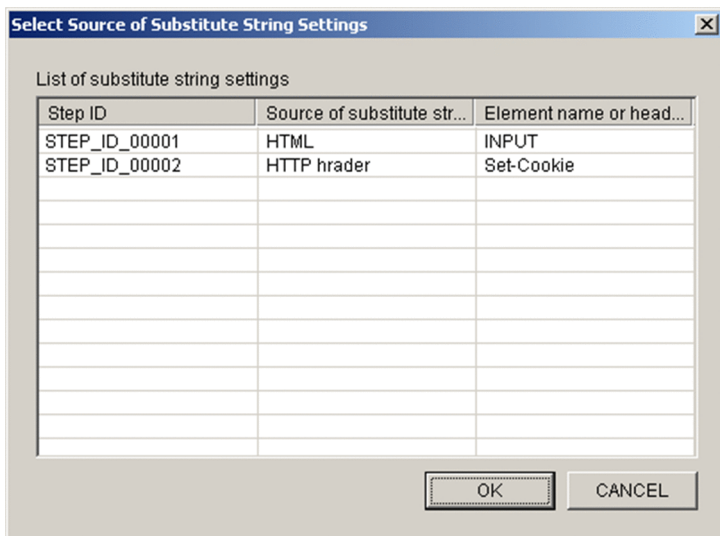 Select Source of Substitute String Settings
List of substitute string settings
Step ID Source of substitute str... Element name or head...
STEP_ID_00001 HTML INPUT
STEP_ID_00002 HTTP hrader Set-Cookie
OK CANCEL